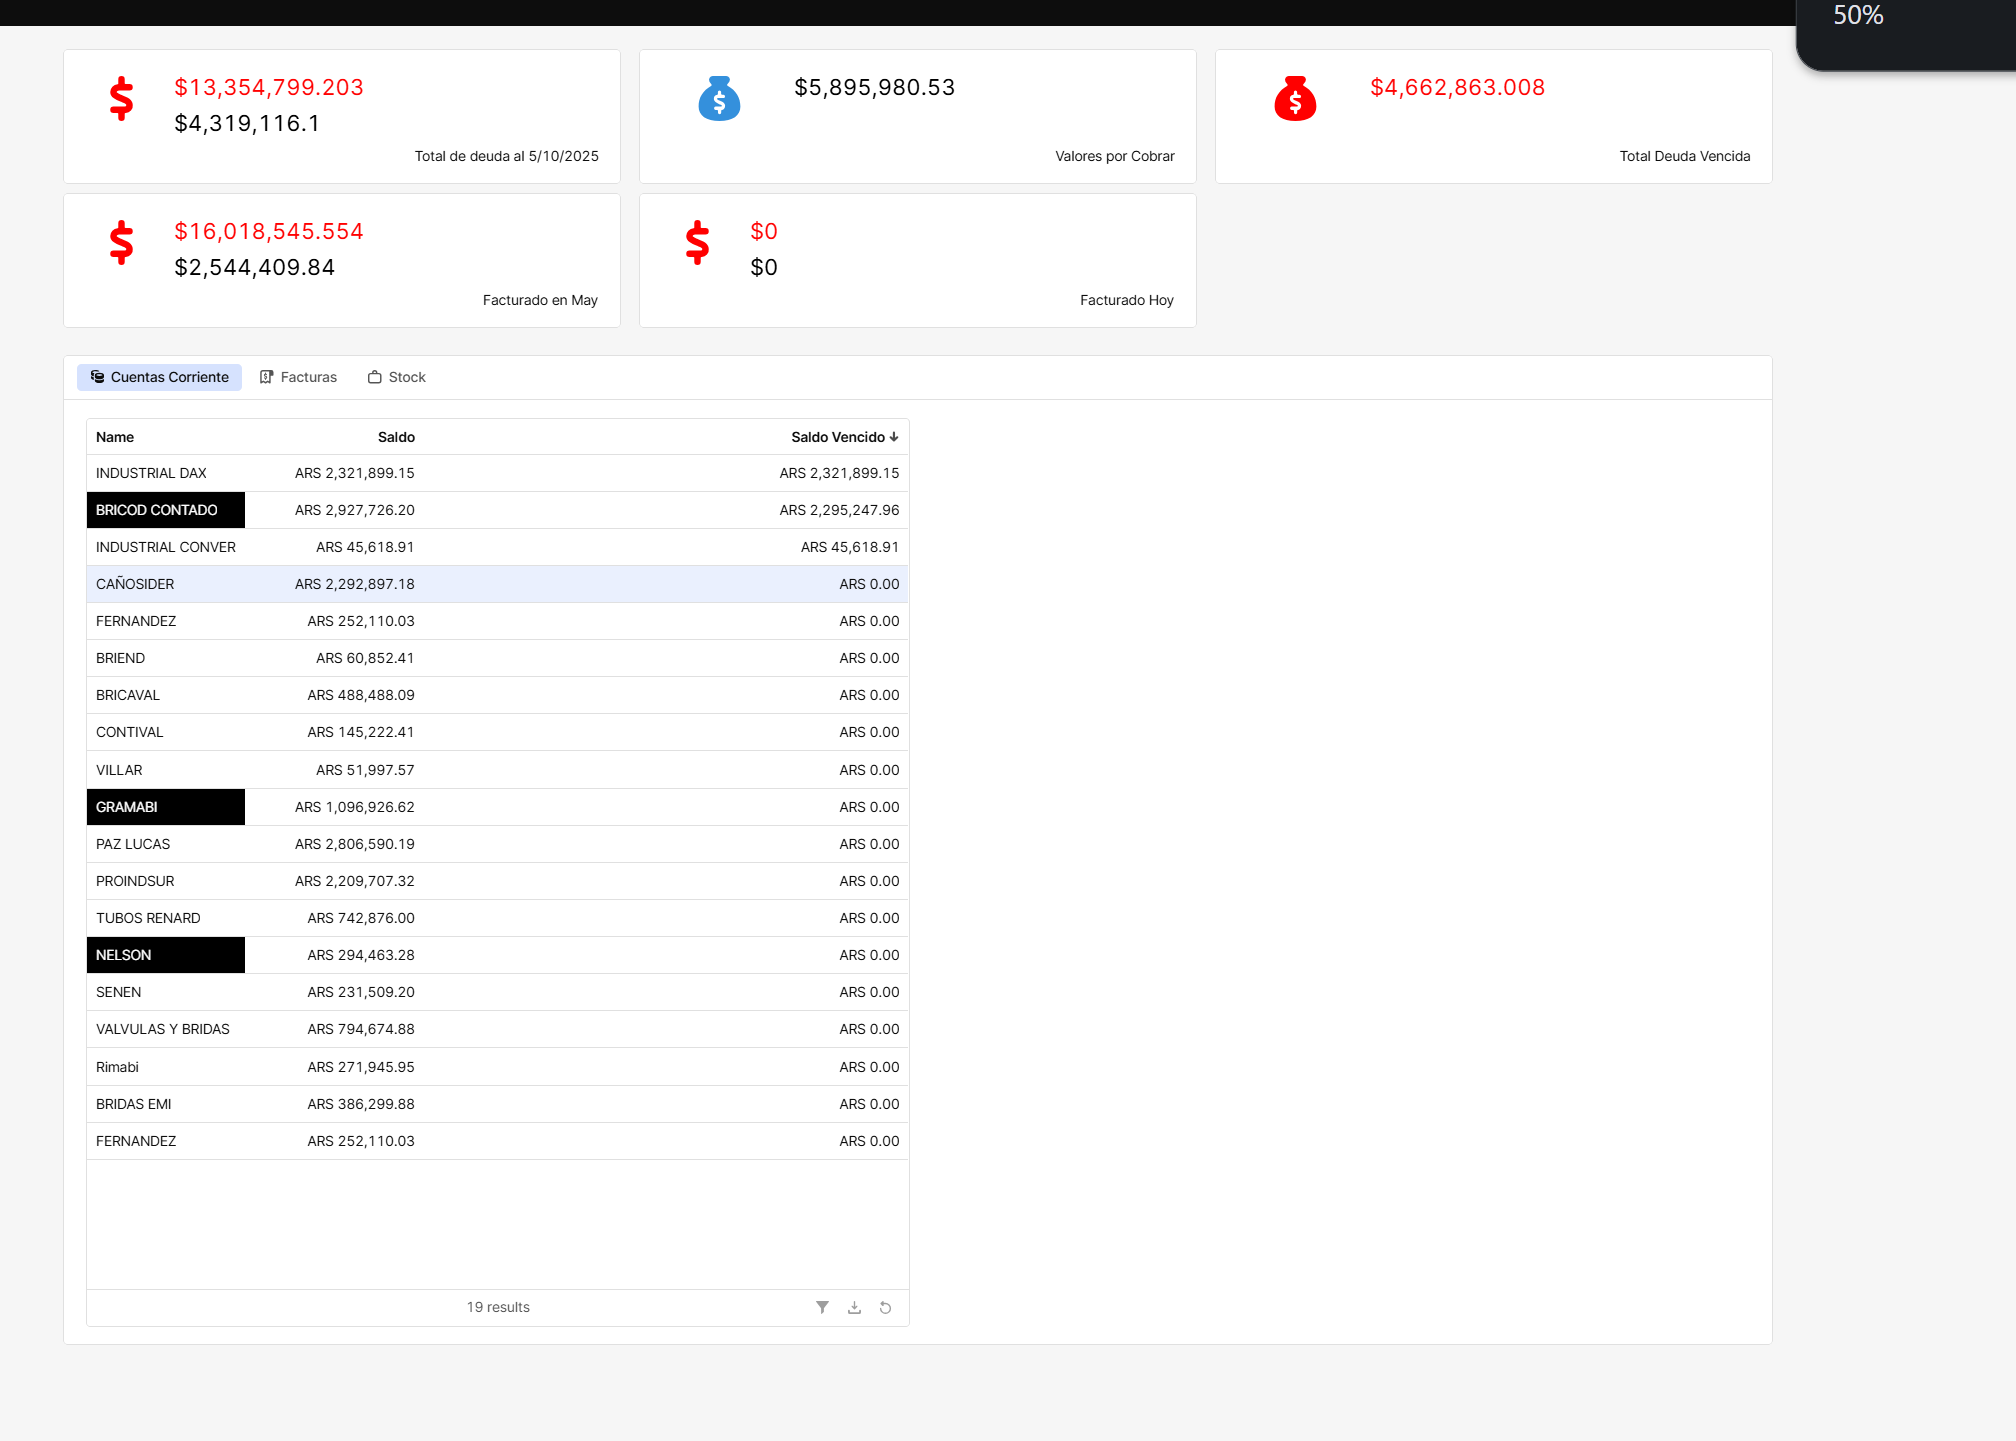 50%
$13,354,799.203
$4,319,116.1
Total de deuda al 5/10/2025
$5,895,980.53
Valores por Cobrar
$4,662,863.008
Total Deuda Vencida
$16,018,545.554
$2,544,409.84
Facturado en May
$0
$0
Facturado Hoy
Cuentas Corriente Facturas Stock
Name Saldo Saldo Vencido
INDUSTRIAL DAX ARS 2,321,899.15 ARS 2,321,899.15
BRICOD CONTADO ARS 2,927,726.20 ARS 2,295,247.96
INDUSTRIAL CONVER ARS 45,618.91 ARS 45,618.91
CAÑOSIDER ARS 2,292,897.18 ARS 0.00
FERNANDEZ ARS 252,110.03 ARS 0.00
BRIEND ARS 60,852.41 ARS 0.00
BRICAVAL ARS 488,488.09 ARS 0.00
CONTIVAL ARS 145,222.41 ARS 0.00
VILLAR ARS 51,997.57 ARS 0.00
GRAMABI ARS 1,096,926.62 ARS 0.00
PAZ LUCAS ARS 2,806,590.19 ARS 0.00
PROINDSUR ARS 2,209,707.32 ARS 0.00
TUBOS RENARD ARS 742,876.00 ARS 0.00
NELSON ARS 294,463.28 ARS 0.00
SENEN ARS 231,509.20 ARS 0.00
VALVULAS Y BRIDAS ARS 794,674.88 ARS 0.00
Rimabi ARS 271,945.95 ARS 0.00
BRIDAS EMI ARS 386,299.88 ARS 0.00
FERNANDEZ ARS 252,110.03 ARS 0.00
19 results